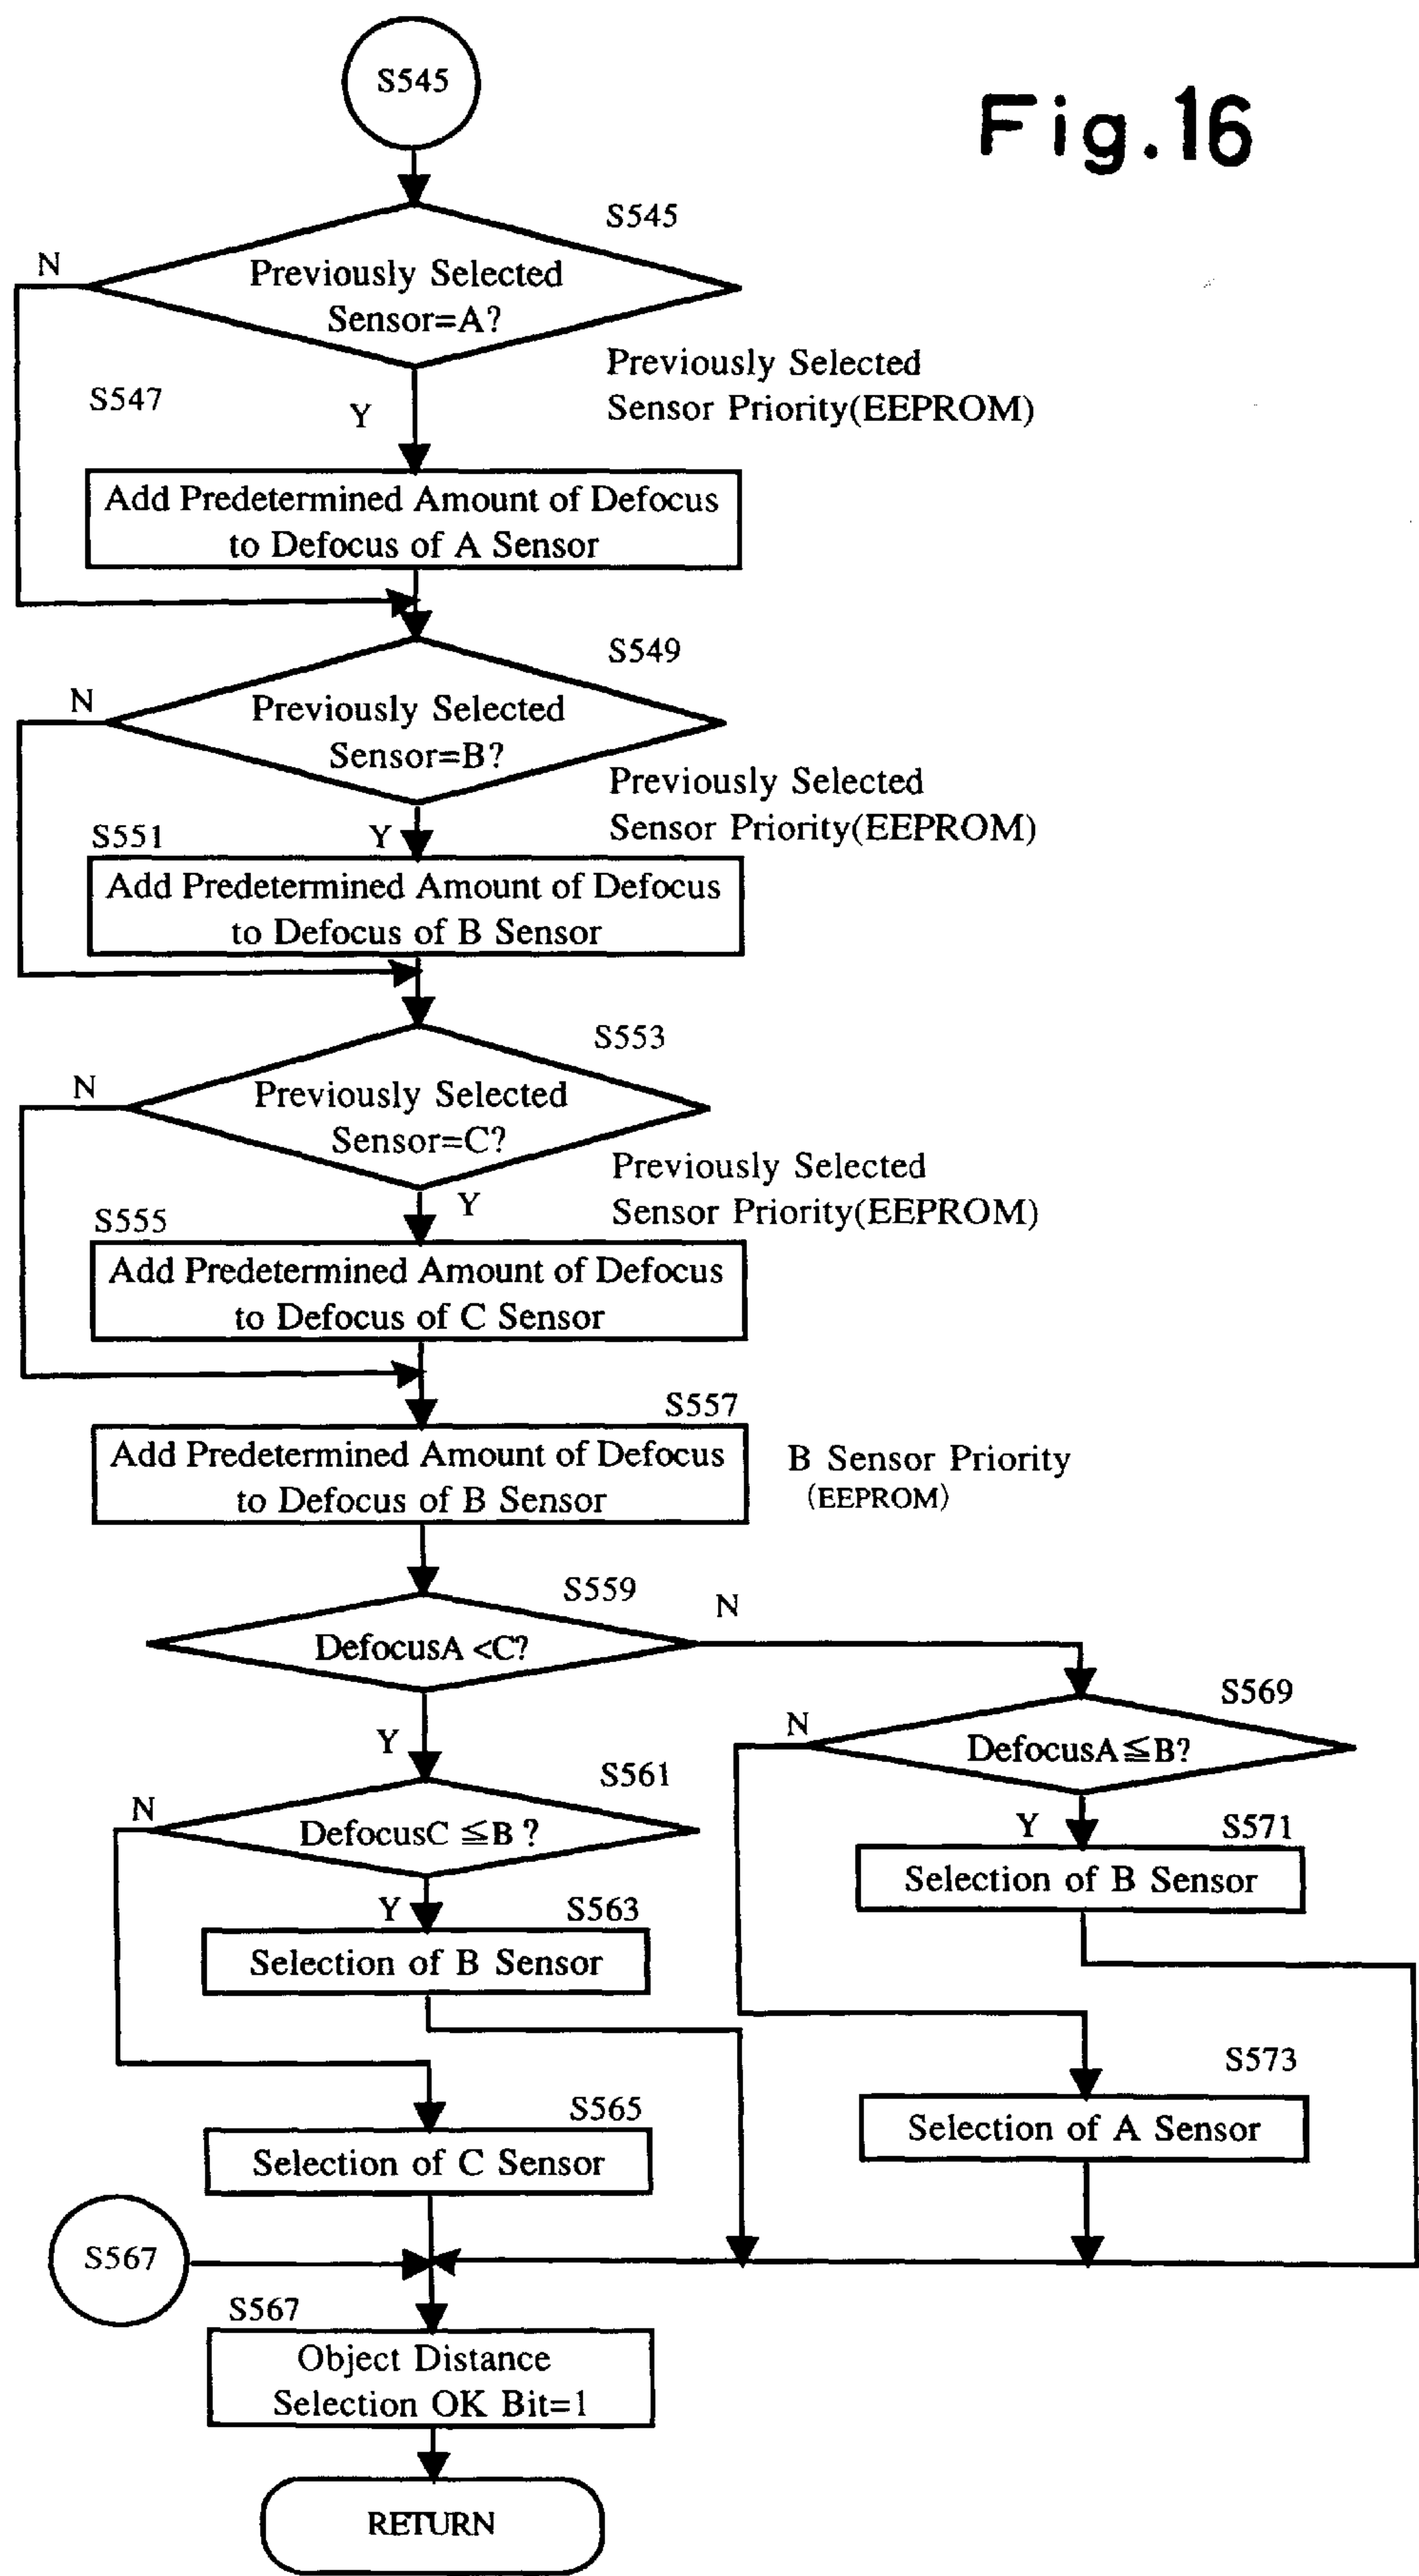 Fig.16
S545
S545
N
Previously Selected
Sensor=A?
Previously Selected
Sensor Priority(EEPROM)
S547
Y
Add Predetermined Amount of Defocus
to Defocus of A Sensor
S549
N
Previously Selected
Sensor=B?
Previously Selected
Sensor Priority(EEPROM)
S551
Y
Add Predetermined Amount of Defocus
to Defocus of B Sensor
S553
N
Previously Selected
Sensor=C?
Previously Selected
Sensor Priority(EEPROM)
S555
Y
Add Predetermined Amount of Defocus
to Defocus of C Sensor
S557
Add Predetermined Amount of Defocus
to Defocus of B Sensor
B Sensor Priority
(EEPROM)
S559
N
DefocusA <C?
Y
S569
N
DefocusA≦B?
S561
N
DefocusC ≦B ?
Y
S571
Selection of B Sensor
Y
S563
Selection of B Sensor
S573
Selection of A Sensor
S565
Selection of C Sensor
S567
S567
Object Distance
Selection OK Bit=1
RETURN